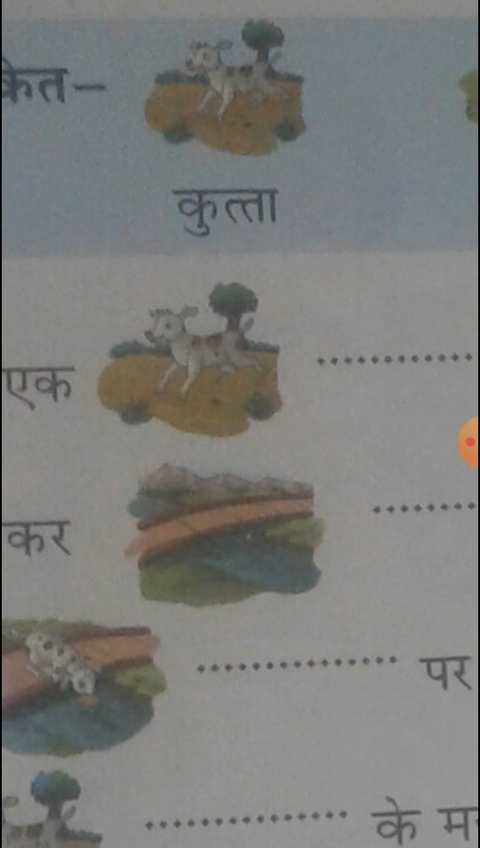 केत–
कुत्ता
एक ....................
कर ....................
.................... पर
.................... के म